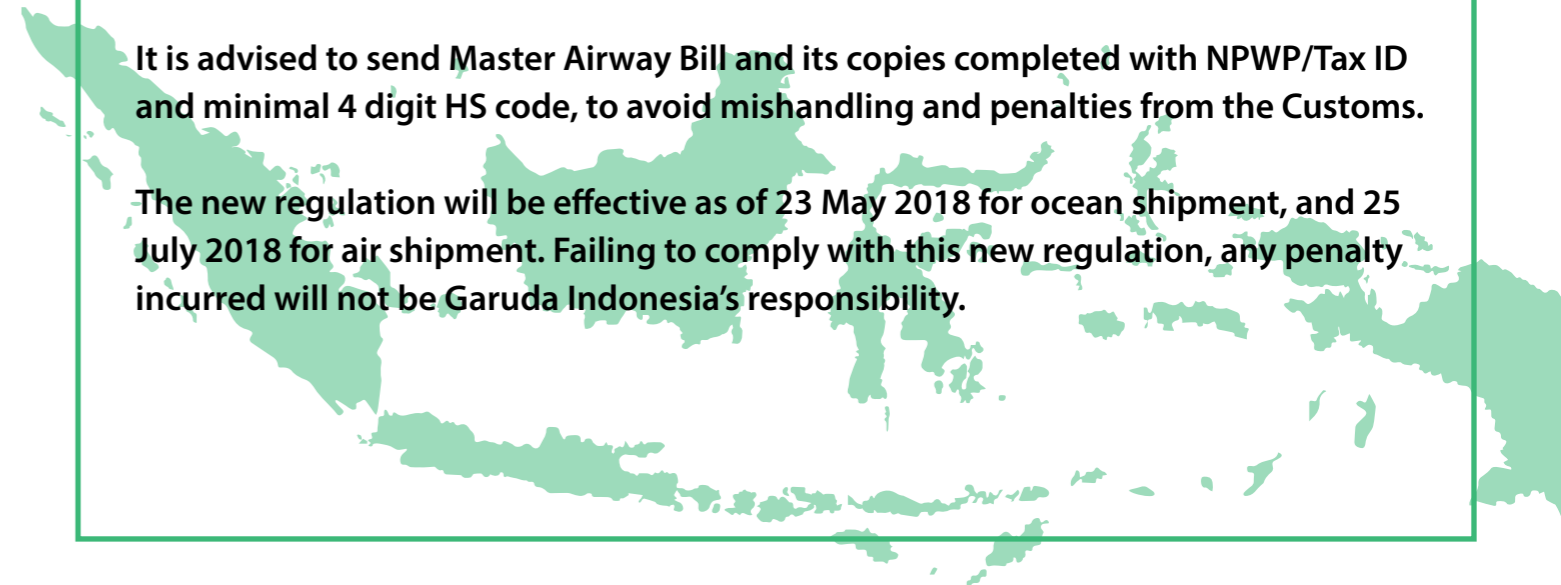 It is advised to send Master Airway Bill and its copies completed with NPWP/Tax ID
and minimal 4 digit HS code, to avoid mishandling and penalties from the Customs.
The new regulation will be effective as of 23 May 2018 for ocean shipment, and 25
July 2018 for air shipment. Failing to comply with this new regulation, any penalty
incurred will not be Garuda Indonesia’s responsibility.